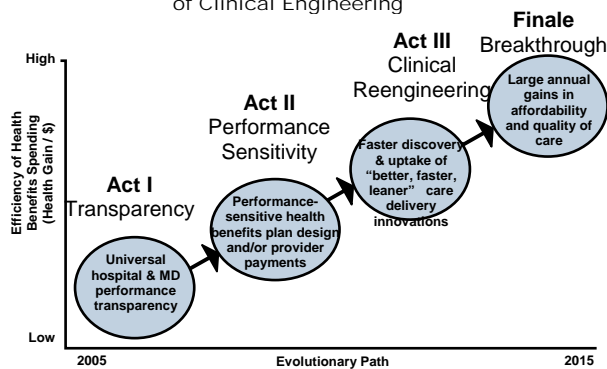 of Clinical Engineering
Finale
Breakthrough
Act III
Clinical
Reengineering
Act II
Performance
Sensitivity
Act I
Transparency
High
Low
Efficiency of Health
Benefits Spending
(Health Gain / $)
Universal
hospital & MD
performance
transparency
Performance-
sensitive health
benefits plan design
and/or provider
payments
Faster discovery
& uptake of
“better, faster,
leaner” care
delivery
innovations
Large annual
gains in
affordability
and quality of
care
2005
Evolutionary Path
2015